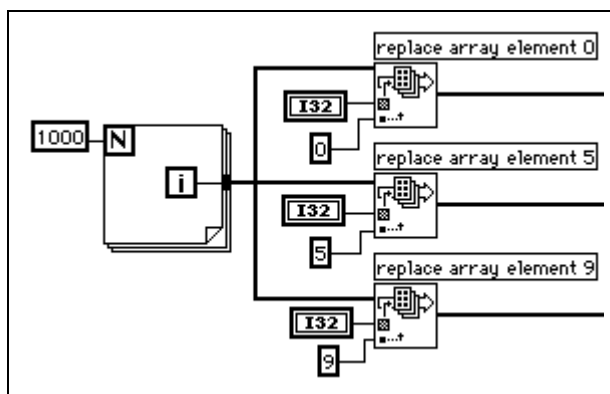 replace array element 0
I32
1000
N
0
i
replace array element 5
I32
5
replace array element 9
I32
9